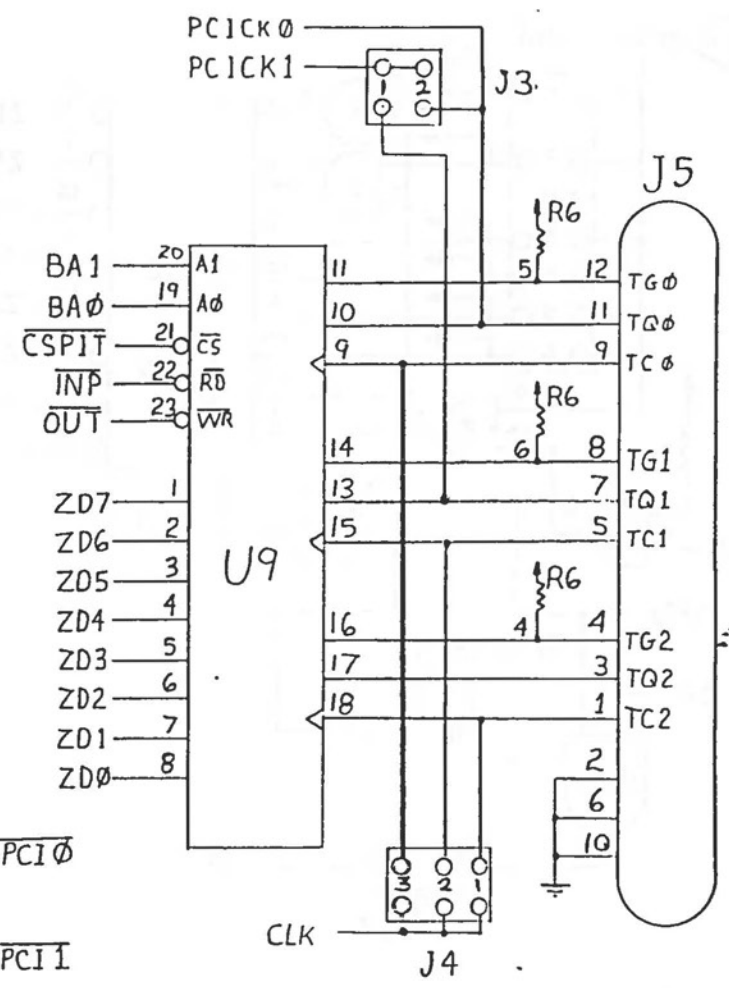 PCICKØ
PCICK1
1 2
J3
J5
R6
BA1 20 A1 11 5 12 TGØ
BAØ 19 AØ 10 11 TQØ
CSPIT 21 CS 9 9 TCØ
INP 22 RD
R6
OUT 23 WR
14 6 8 TG1
ZD7 1 13 7 TQ1
ZD6 2 15 5 TC1
ZD5 3
U9
R6
ZD4 4 16 4 4 TG2
ZD3 5 17 3 TQ2
ZD2 6 18 1 TC2
ZD1 7
ZDØ 8 2
6
10
PCIØ
3 2 1
CLK
PCI1
J4